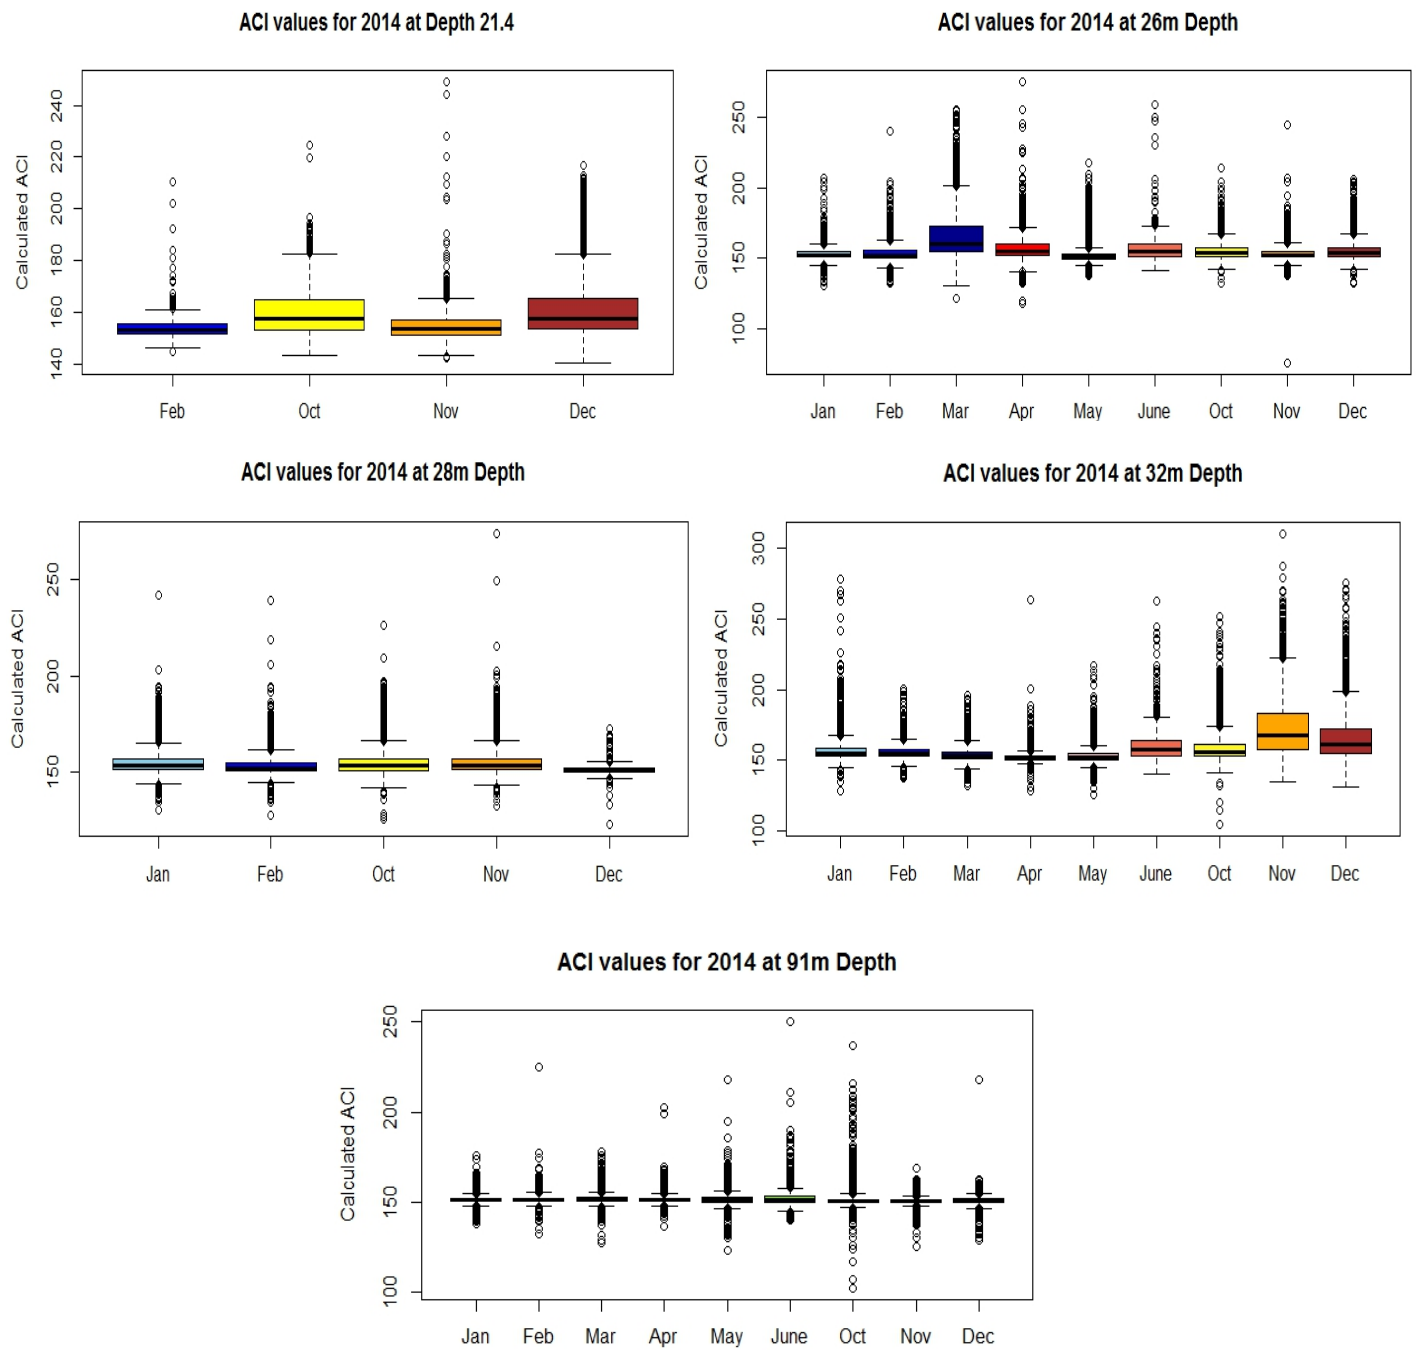 ACI values for 2014 at Depth 21.4
Calculated ACI
240
220
200
180
160
140
Feb Oct Nov Dec
ACI values for 2014 at 26m Depth
Calculated ACI
250
200
150
100
Jan Feb Mar Apr May June Oct Nov Dec
ACI values for 2014 at 28m Depth
Calculated ACI
250
200
150
Jan Feb Oct Nov Dec
ACI values for 2014 at 32m Depth
Calculated ACI
300
250
200
150
100
Jan Feb Mar Apr May June Oct Nov Dec
ACI values for 2014 at 91m Depth
Calculated ACI
250
200
150
100
Jan Feb Mar Apr May June Oct Nov Dec